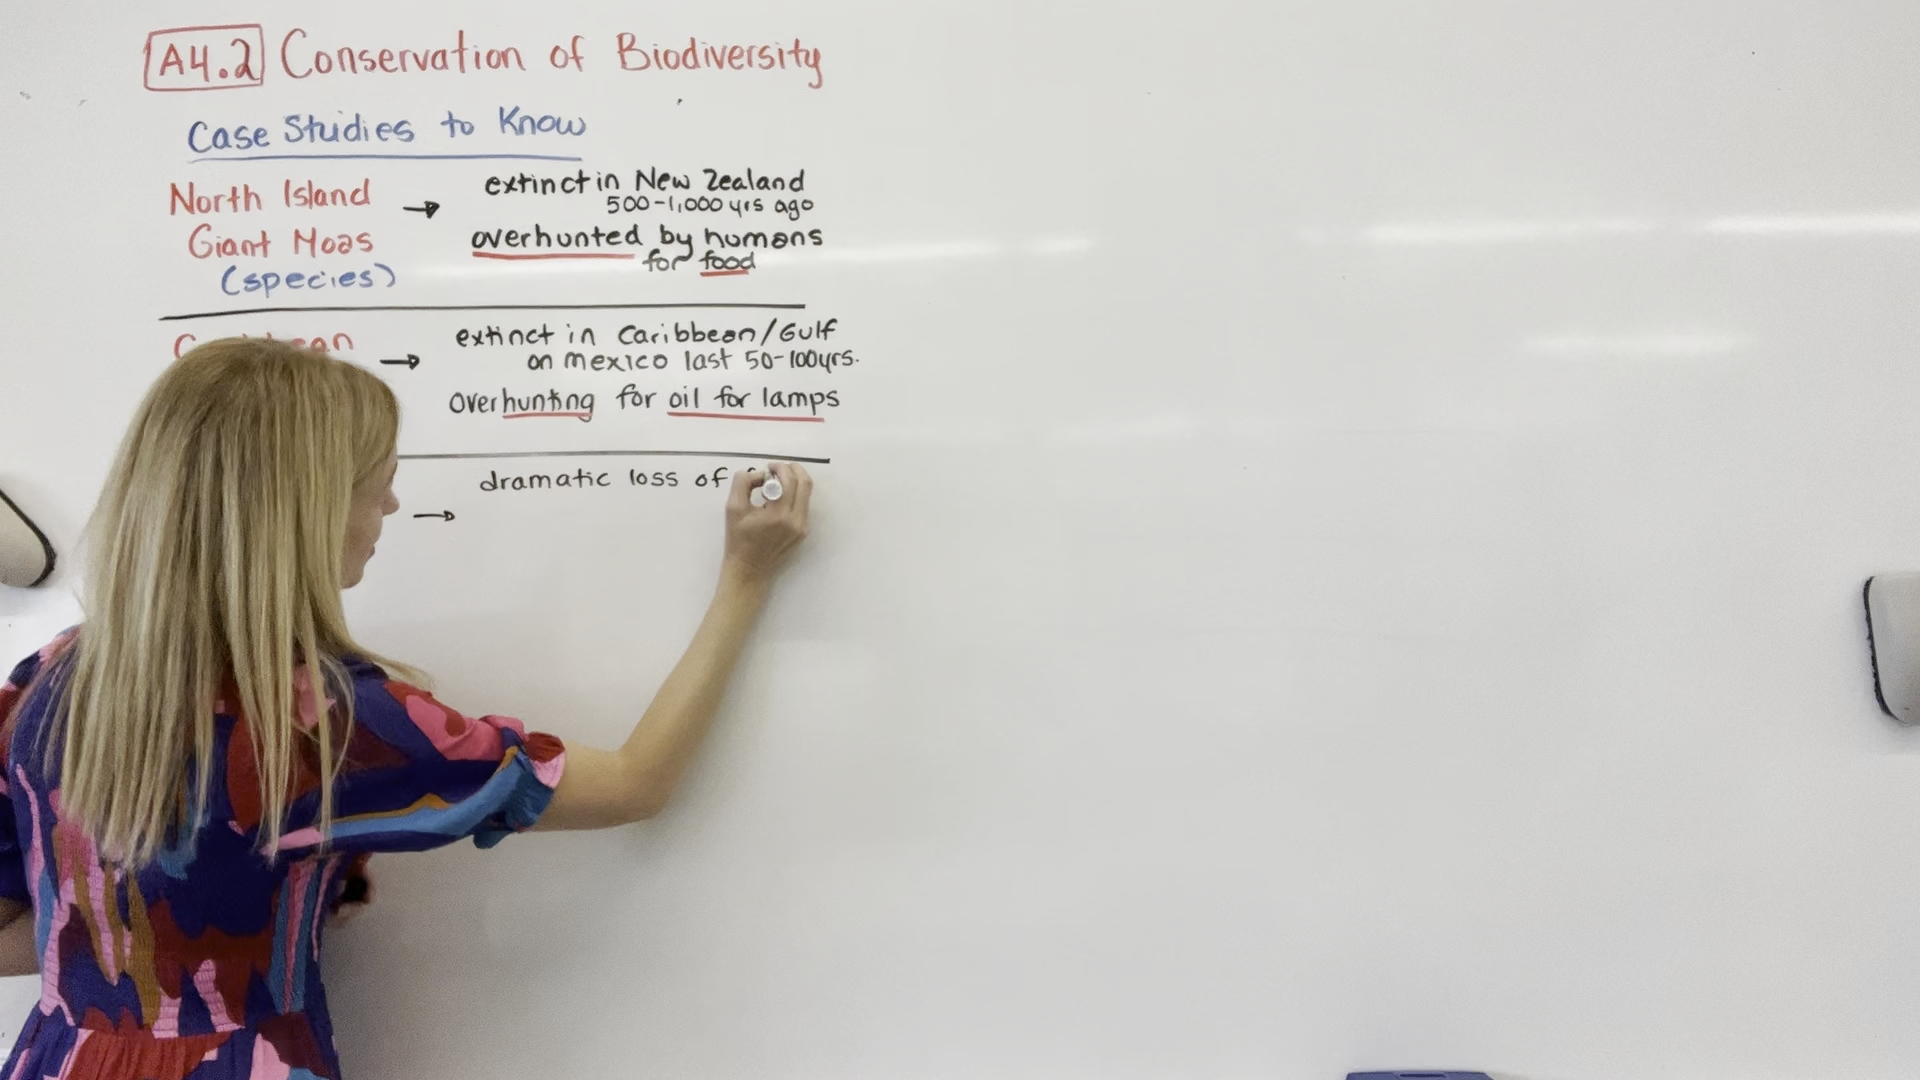 A4.2 Conservation of Biodiversity
Case Studies to Know
North Island
Giant Moas
(species)
→ extinct in New Zealand
500-1,000 yrs ago
overhunted by humans
for food
→ extinct in Caribbean/Gulf
on mexico last 50-100yrs.
overhunting for oil for lamps
→ dramatic loss of